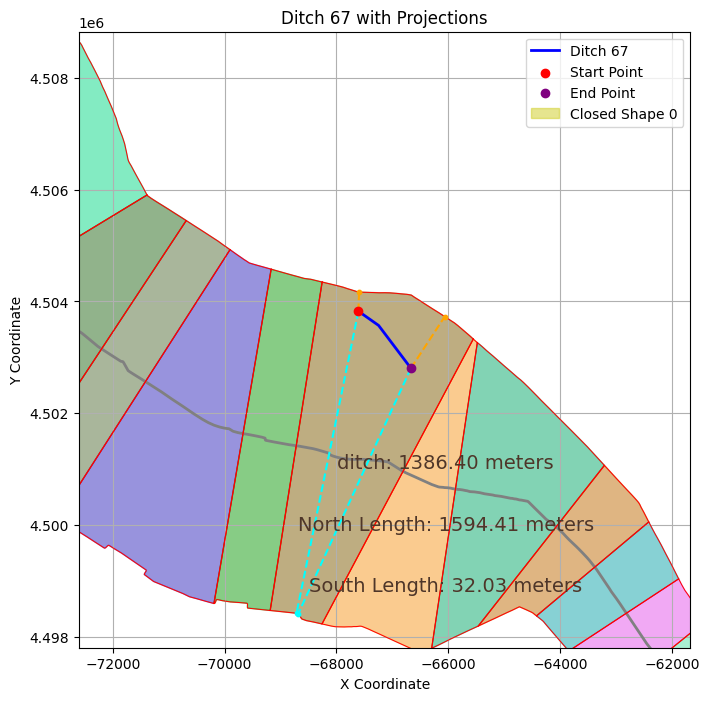 Ditch 67 with Projections
1e6
Ditch 67
Start Point
End Point
Closed Shape 0
4.508
4.506
4.504
4.502
4.500
4.498
Y Coordinate
ditch: 1386.40 meters
North Length: 1594.41 meters
South Length: 32.03 meters
−72000 −70000 −68000 −66000 −64000 −62000
X Coordinate